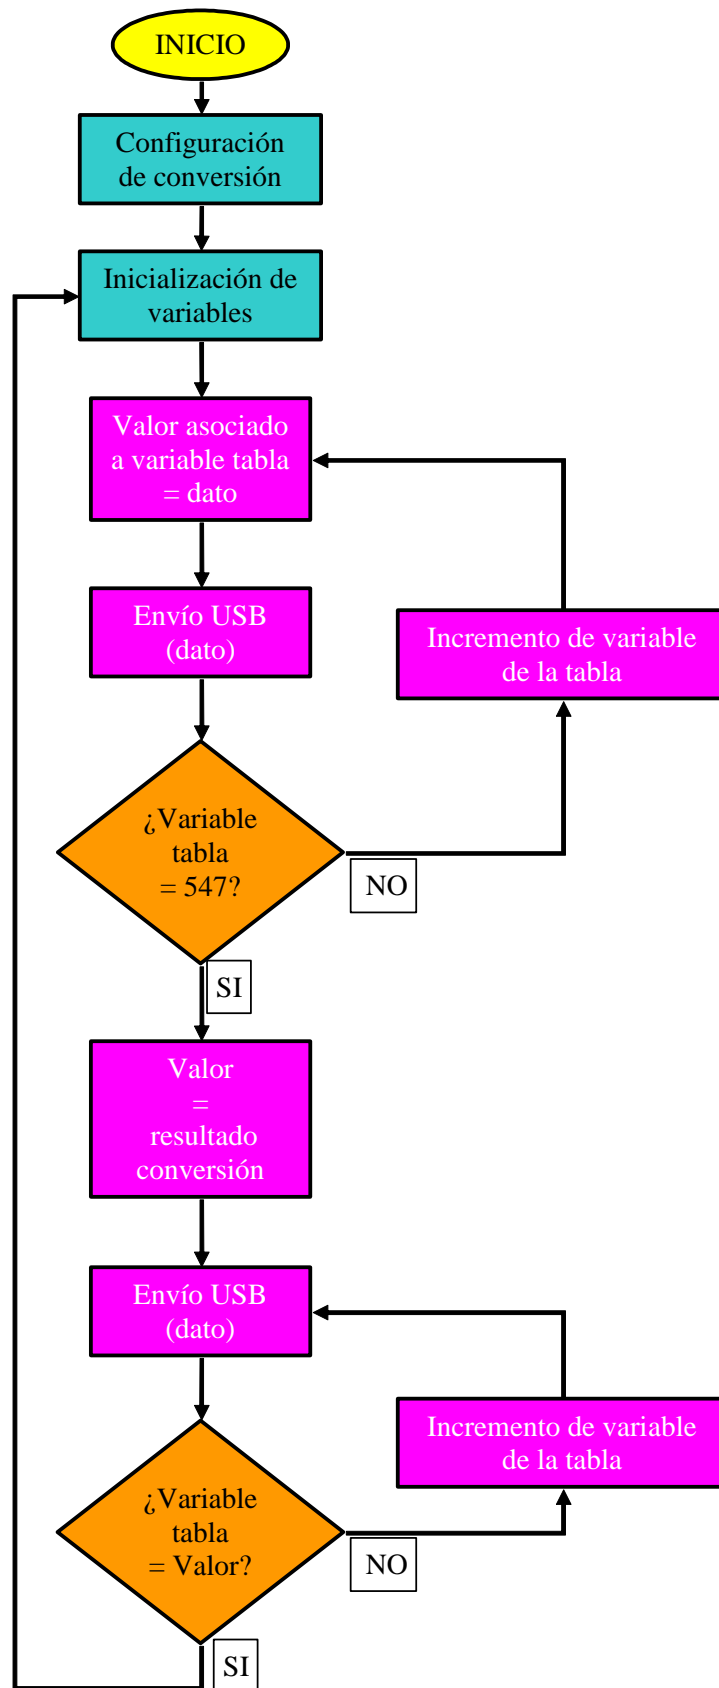 INICIO
Configuración
de conversión
Inicialización de
variables
Valor asociado
a variable tabla
= dato
Envío USB
(dato)
Incremento de variable
de la tabla
¿Variable
tabla
= 547?
NO
SI
Valor
=
resultado
conversión
Envío USB
(dato)
Incremento de variable
de la tabla
¿Variable
tabla
= Valor?
NO
SI